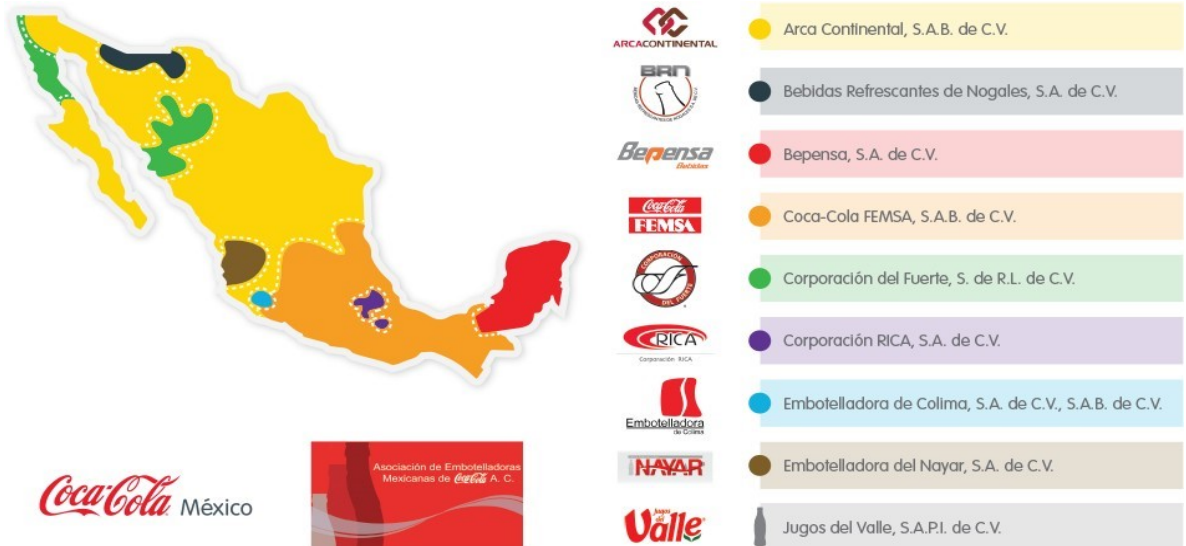 ARCACONTINENTAL
Arca Continental, S.A.B. de C.V.
BRN
Bebidas Refrescantes de Nogales, S.A. de C.V.
Bepensa
Bebidas
Bepensa, S.A. de C.V.
Coca-Cola
FEMSA
Coca-Cola FEMSA, S.A.B. de C.V.
CORPORACIÓN
DEL FUERTE
Corporación del Fuerte, S. de R.L. de C.V.
RICA
Corporación RICA
Corporación RICA, S.A. de C.V.
Embotelladora
de Colima
Embotelladora de Colima, S.A. de C.V., S.A.B. de C.V.
NAYAR
Embotelladora del Nayar, S.A. de C.V.
Jugos
del
Valle
Jugos del Valle, S.A.P.I. de C.V.
Coca-Cola México
Asociación de Embotelladoras
Mexicanas de Coca-Cola A. C.